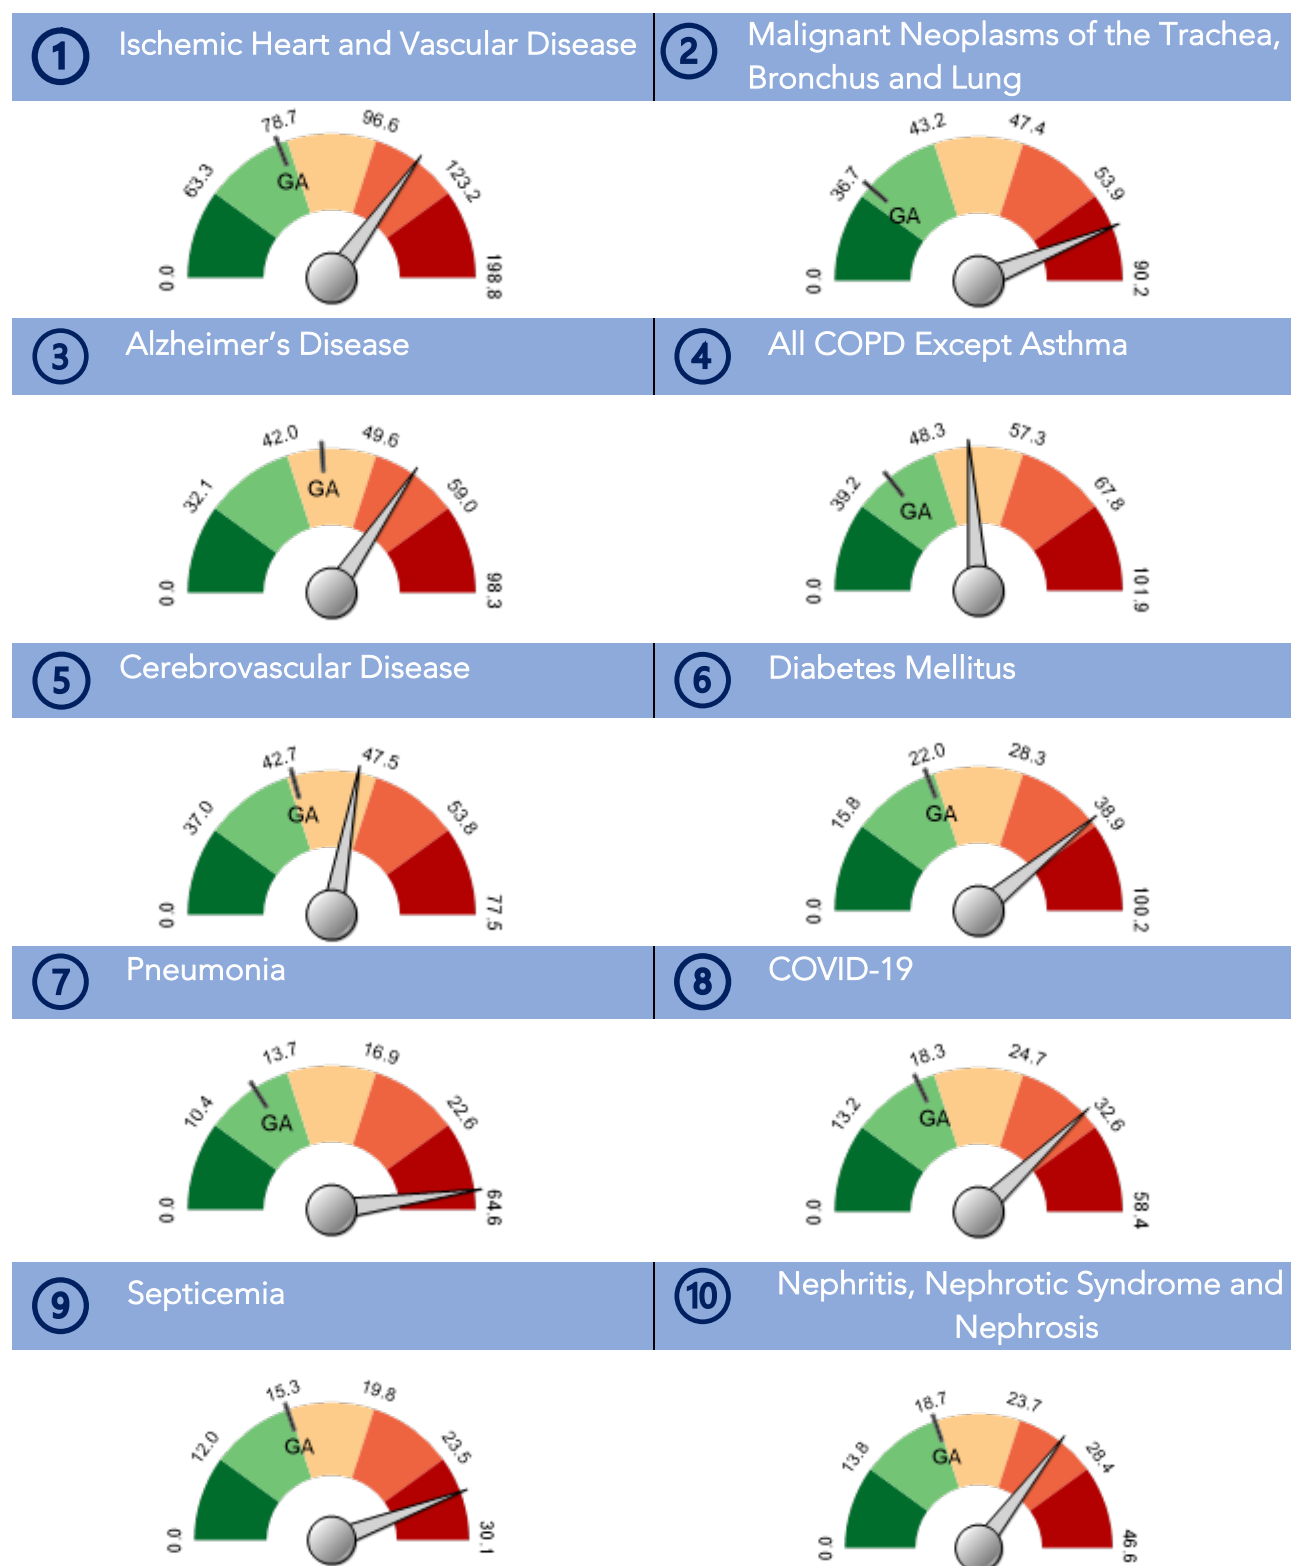 1 Ischemic Heart and Vascular Disease
2 Malignant Neoplasms of the Trachea,
Bronchus and Lung
0.0
63.3
78.7
96.6
123.2
198.8
GA
0.0
36.7
43.2
47.4
53.9
90.2
GA
3 Alzheimer's Disease
4 All COPD Except Asthma
0.0
32.1
42.0
49.6
59.0
98.3
GA
0.0
39.2
48.3
57.3
67.8
101.9
GA
5 Cerebrovascular Disease
6 Diabetes Mellitus
0.0
37.0
42.7
47.5
53.8
77.5
GA
0.0
15.8
22.0
28.3
38.9
100.2
GA
7 Pneumonia
8 COVID-19
0.0
10.4
13.7
16.9
22.6
64.6
GA
0.0
13.2
18.3
24.7
32.6
58.4
GA
9 Septicemia
10 Nephritis, Nephrotic Syndrome and
Nephrosis
0.0
12.0
15.3
19.8
23.5
30.1
GA
0.0
13.8
18.7
23.7
28.4
46.6
GA